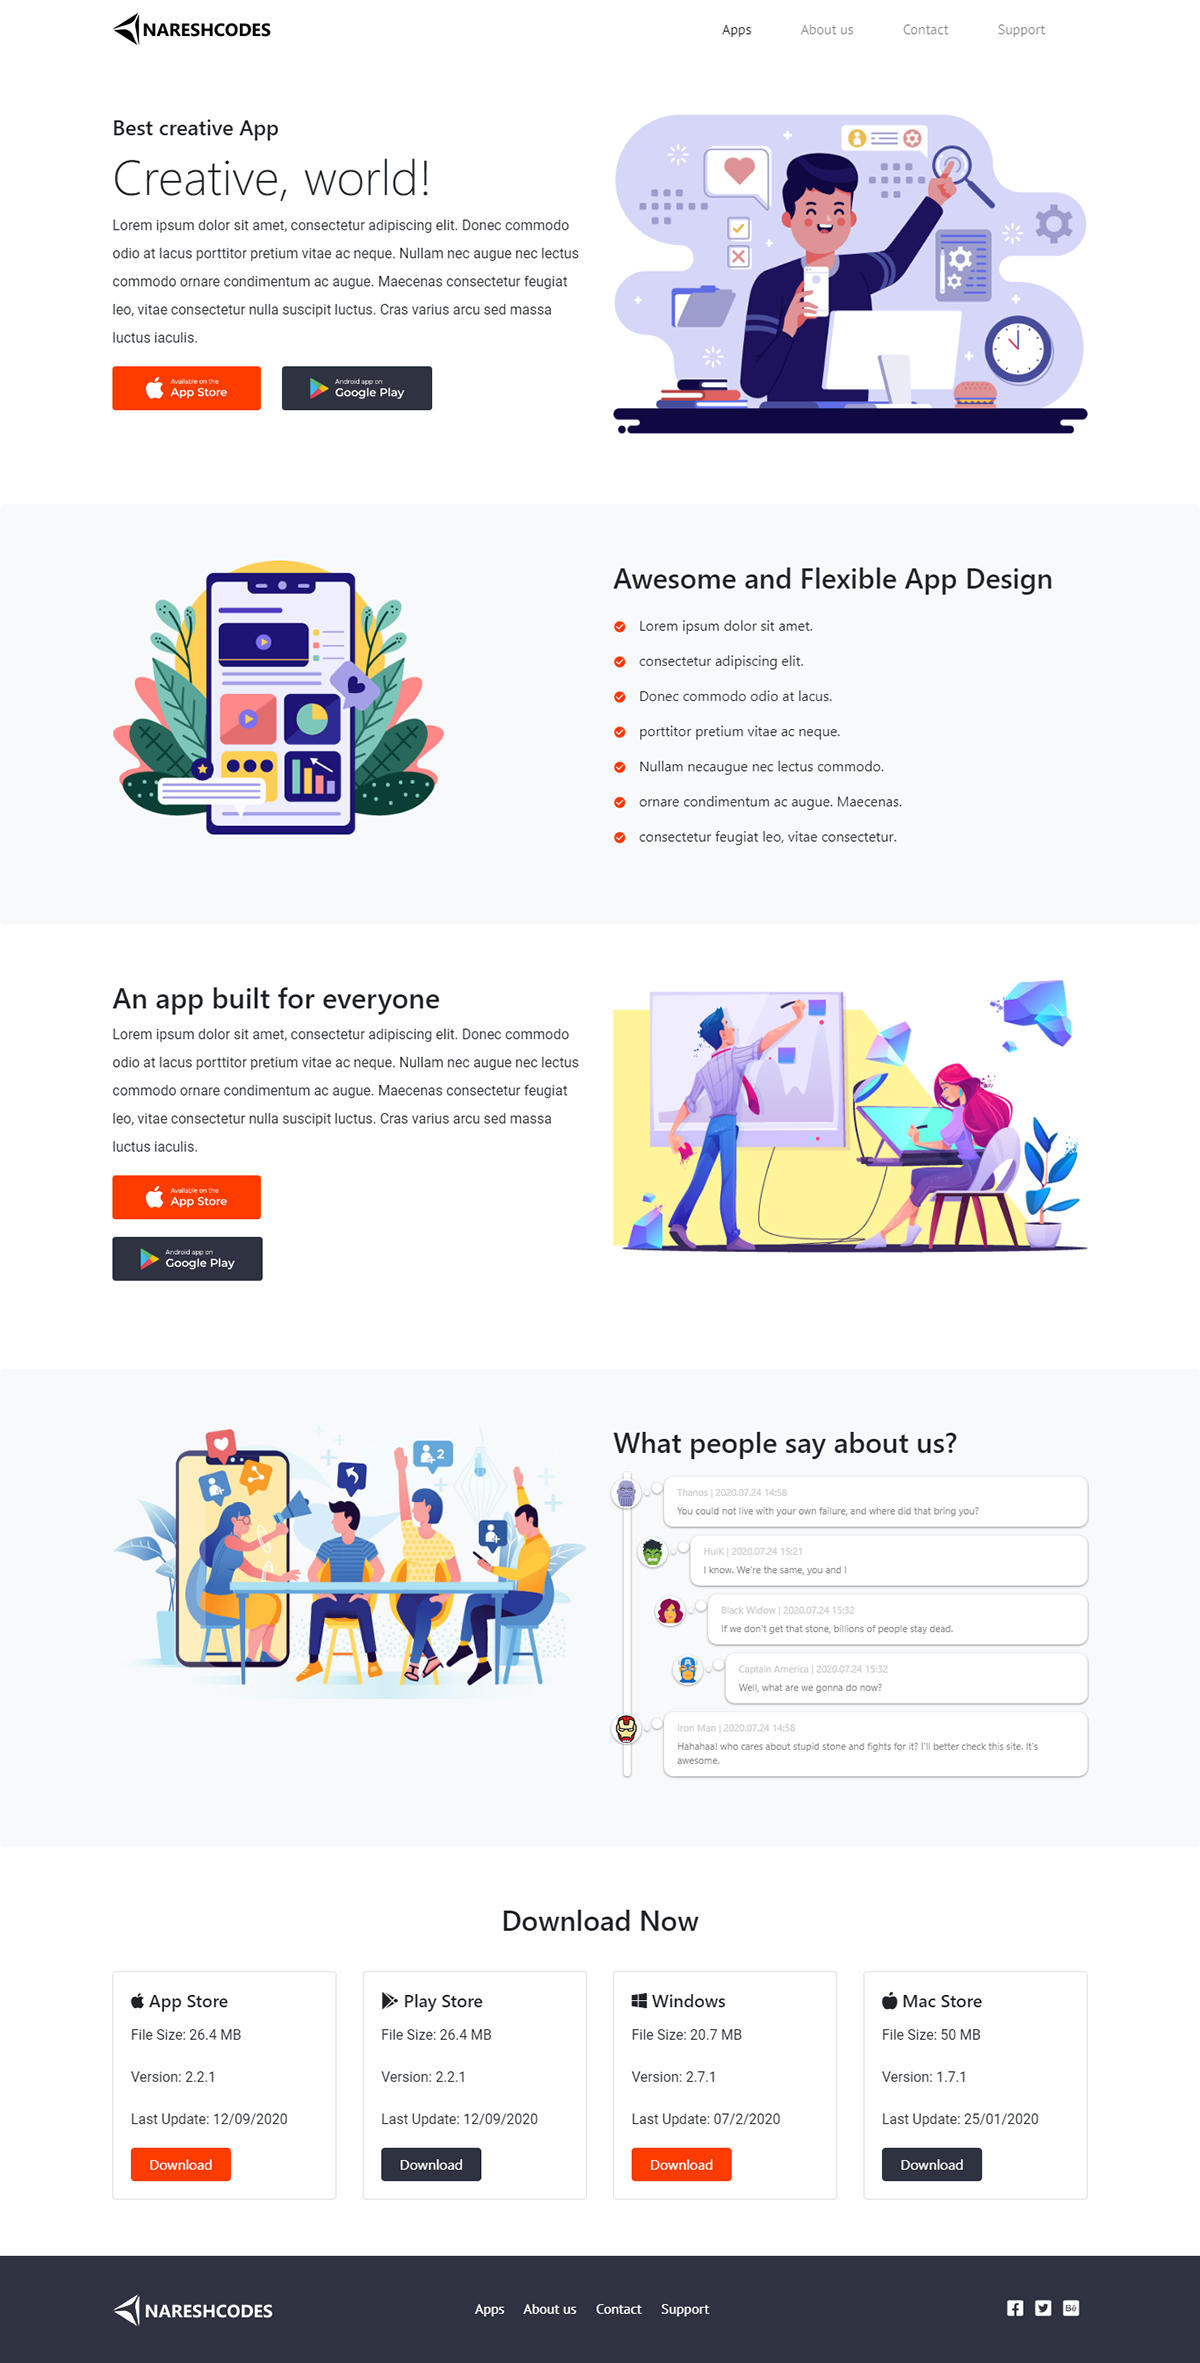 NARESHCODES
Apps About us Contact Support
Best creative App
Creative, world!
Lorem ipsum dolor sit amet, consectetur adipiscing elit. Donec commodo
odio at lacus porttitor pretium vitae ac neque. Nullam nec augue nec lectus
commodo ornare condimentum ac augue. Maecenas consectetur feugiat
leo, vitae consectetur nulla suscipit luctus. Cras varius arcu sed massa
luctus iaculis.
Available on the
App Store
Android app on
Google Play
Awesome and Flexible App Design
Lorem ipsum dolor sit amet.
consectetur adipiscing elit.
Donec commodo odio at lacus.
porttitor pretium vitae ac neque.
Nullam necaugue nec lectus commodo.
ornare condimentum ac augue. Maecenas.
consectetur feugiat leo, vitae consectetur.
An app built for everyone
Lorem ipsum dolor sit amet, consectetur adipiscing elit. Donec commodo
odio at lacus porttitor pretium vitae ac neque. Nullam nec augue nec lectus
commodo ornare condimentum ac augue. Maecenas consectetur feugiat
leo, vitae consectetur nulla suscipit luctus. Cras varius arcu sed massa
luctus iaculis.
Available on the
App Store
Android app on
Google Play
2
What people say about us?
Thanos | 2020.07.24 14:58
You could not live with your own failure, and where did that bring you?
HulK | 2020.07.24 15:21
I know. We're the same, you and I
Black Widow | 2020.07.24 15:32
If we don't get that stone, billions of people stay dead.
Captain America | 2020.07.24 15:32
Well, what are we gonna do now?
Iron Man | 2020.07.24 14:58
Hahahaa! who cares about stupid stone and fights for it? I'll better check this site. It's
awesome.
Download Now
App Store
File Size: 26.4 MB
Version: 2.2.1
Last Update: 12/09/2020
Download
Play Store
File Size: 26.4 MB
Version: 2.2.1
Last Update: 12/09/2020
Download
Windows
File Size: 20.7 MB
Version: 2.7.1
Last Update: 07/2/2020
Download
Mac Store
File Size: 50 MB
Version: 1.7.1
Last Update: 25/01/2020
Download
NARESHCODES
Apps About us Contact Support
Bē